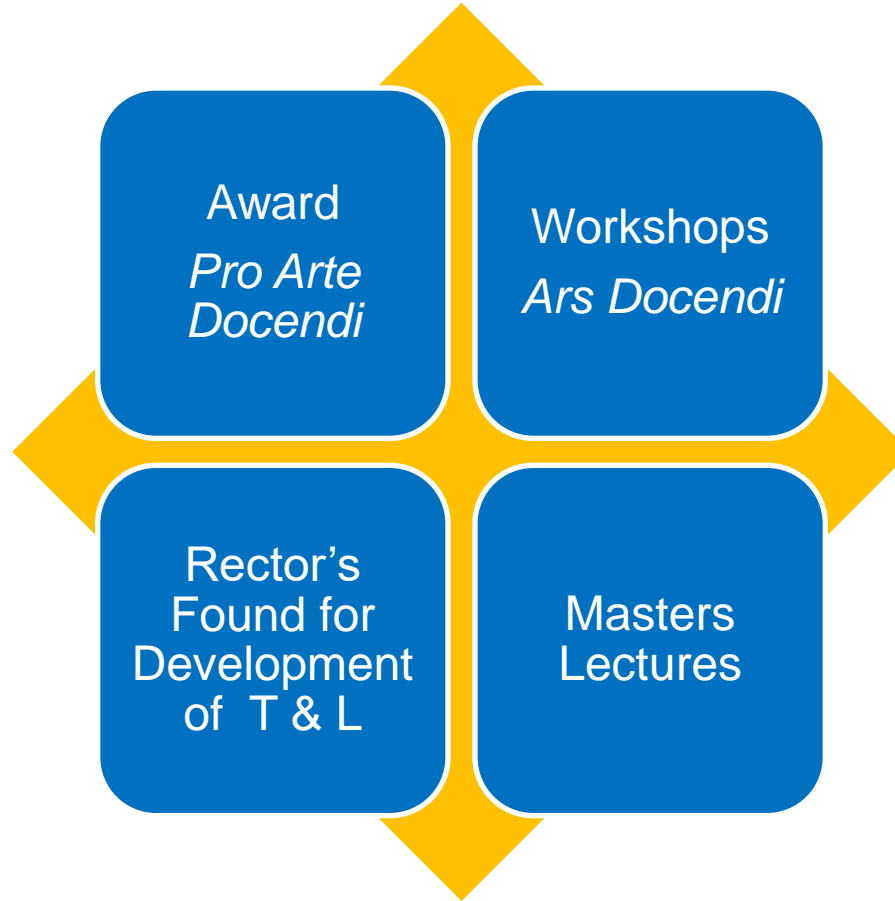 Award
Pro Arte
Docendi
Workshops
Ars Docendi
Rector’s
Found for
Development
of T & L
Masters
Lectures